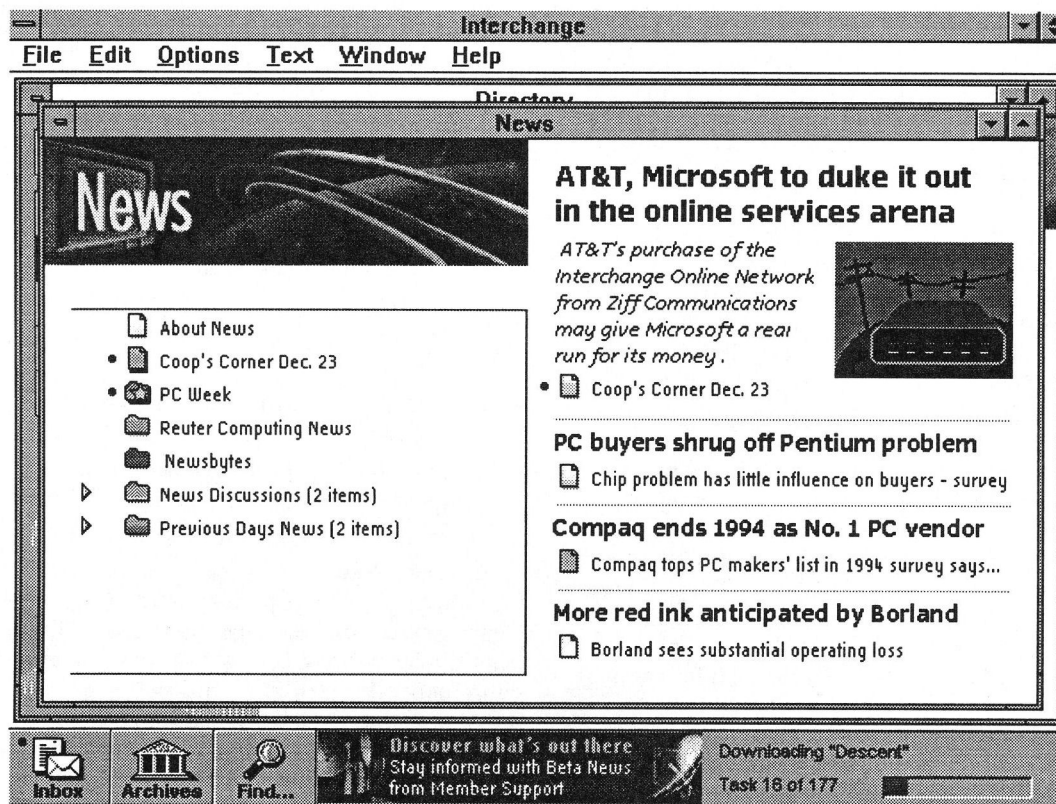 Interchange
File Edit Options Text Window Help
Directory
News
News
About News
Coop's Corner Dec. 23
PC Week
Reuter Computing News
Newsbytes
News Discussions (2 items)
Previous Days News (2 items)
AT&T, Microsoft to duke it out
in the online services arena
AT&T's purchase of the
Interchange Online Network
from Ziff Communications
may give Microsoft a real
run for its money.
Coop's Corner Dec. 23
PC buyers shrug off Pentium problem
Chip problem has little influence on buyers - survey
Compaq ends 1994 as No. 1 PC vendor
Compaq tops PC makers' list in 1994 survey says...
More red ink anticipated by Borland
Borland sees substantial operating loss
Inbox
Archives
Find...
Discover what's out there
Stay informed with Beta News
from Member Support
Downloading "Descent"
Task 16 of 177